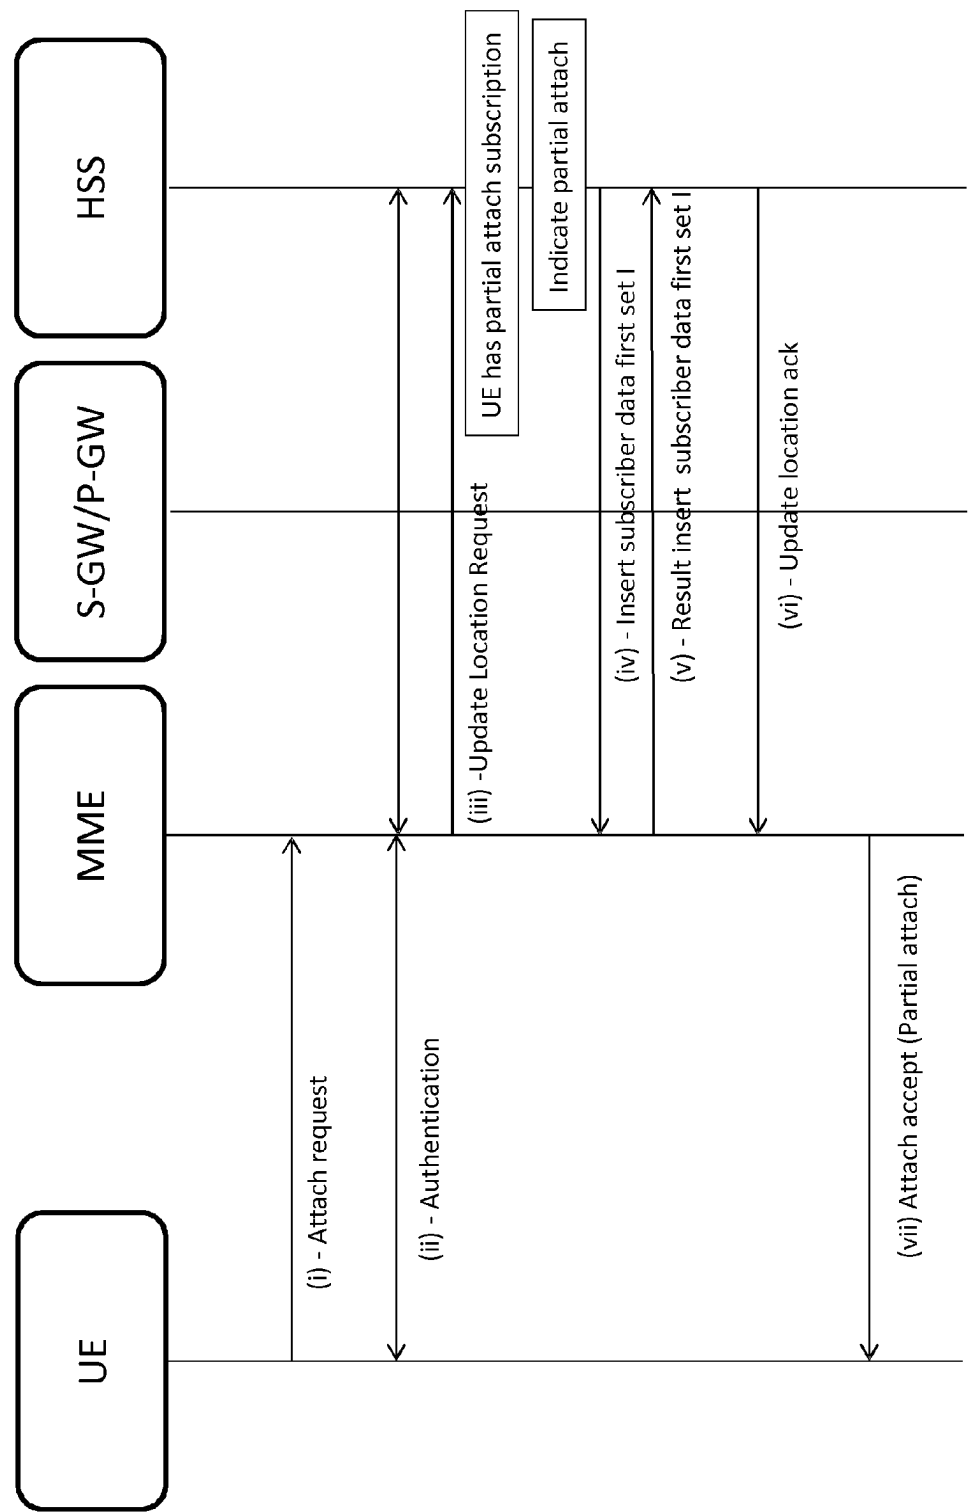 UE
MME
S-GW/P-GW
HSS
(i) - Attach request
(ii) - Authentication
(iii) -Update Location Request
UE has partial attach subscription
Indicate partial attach
(iv) - Insert subscriber data first set I
(v) - Result insert subscriber data first set I
(vi) - Update location ack
(vii) Attach accept (Partial attach)